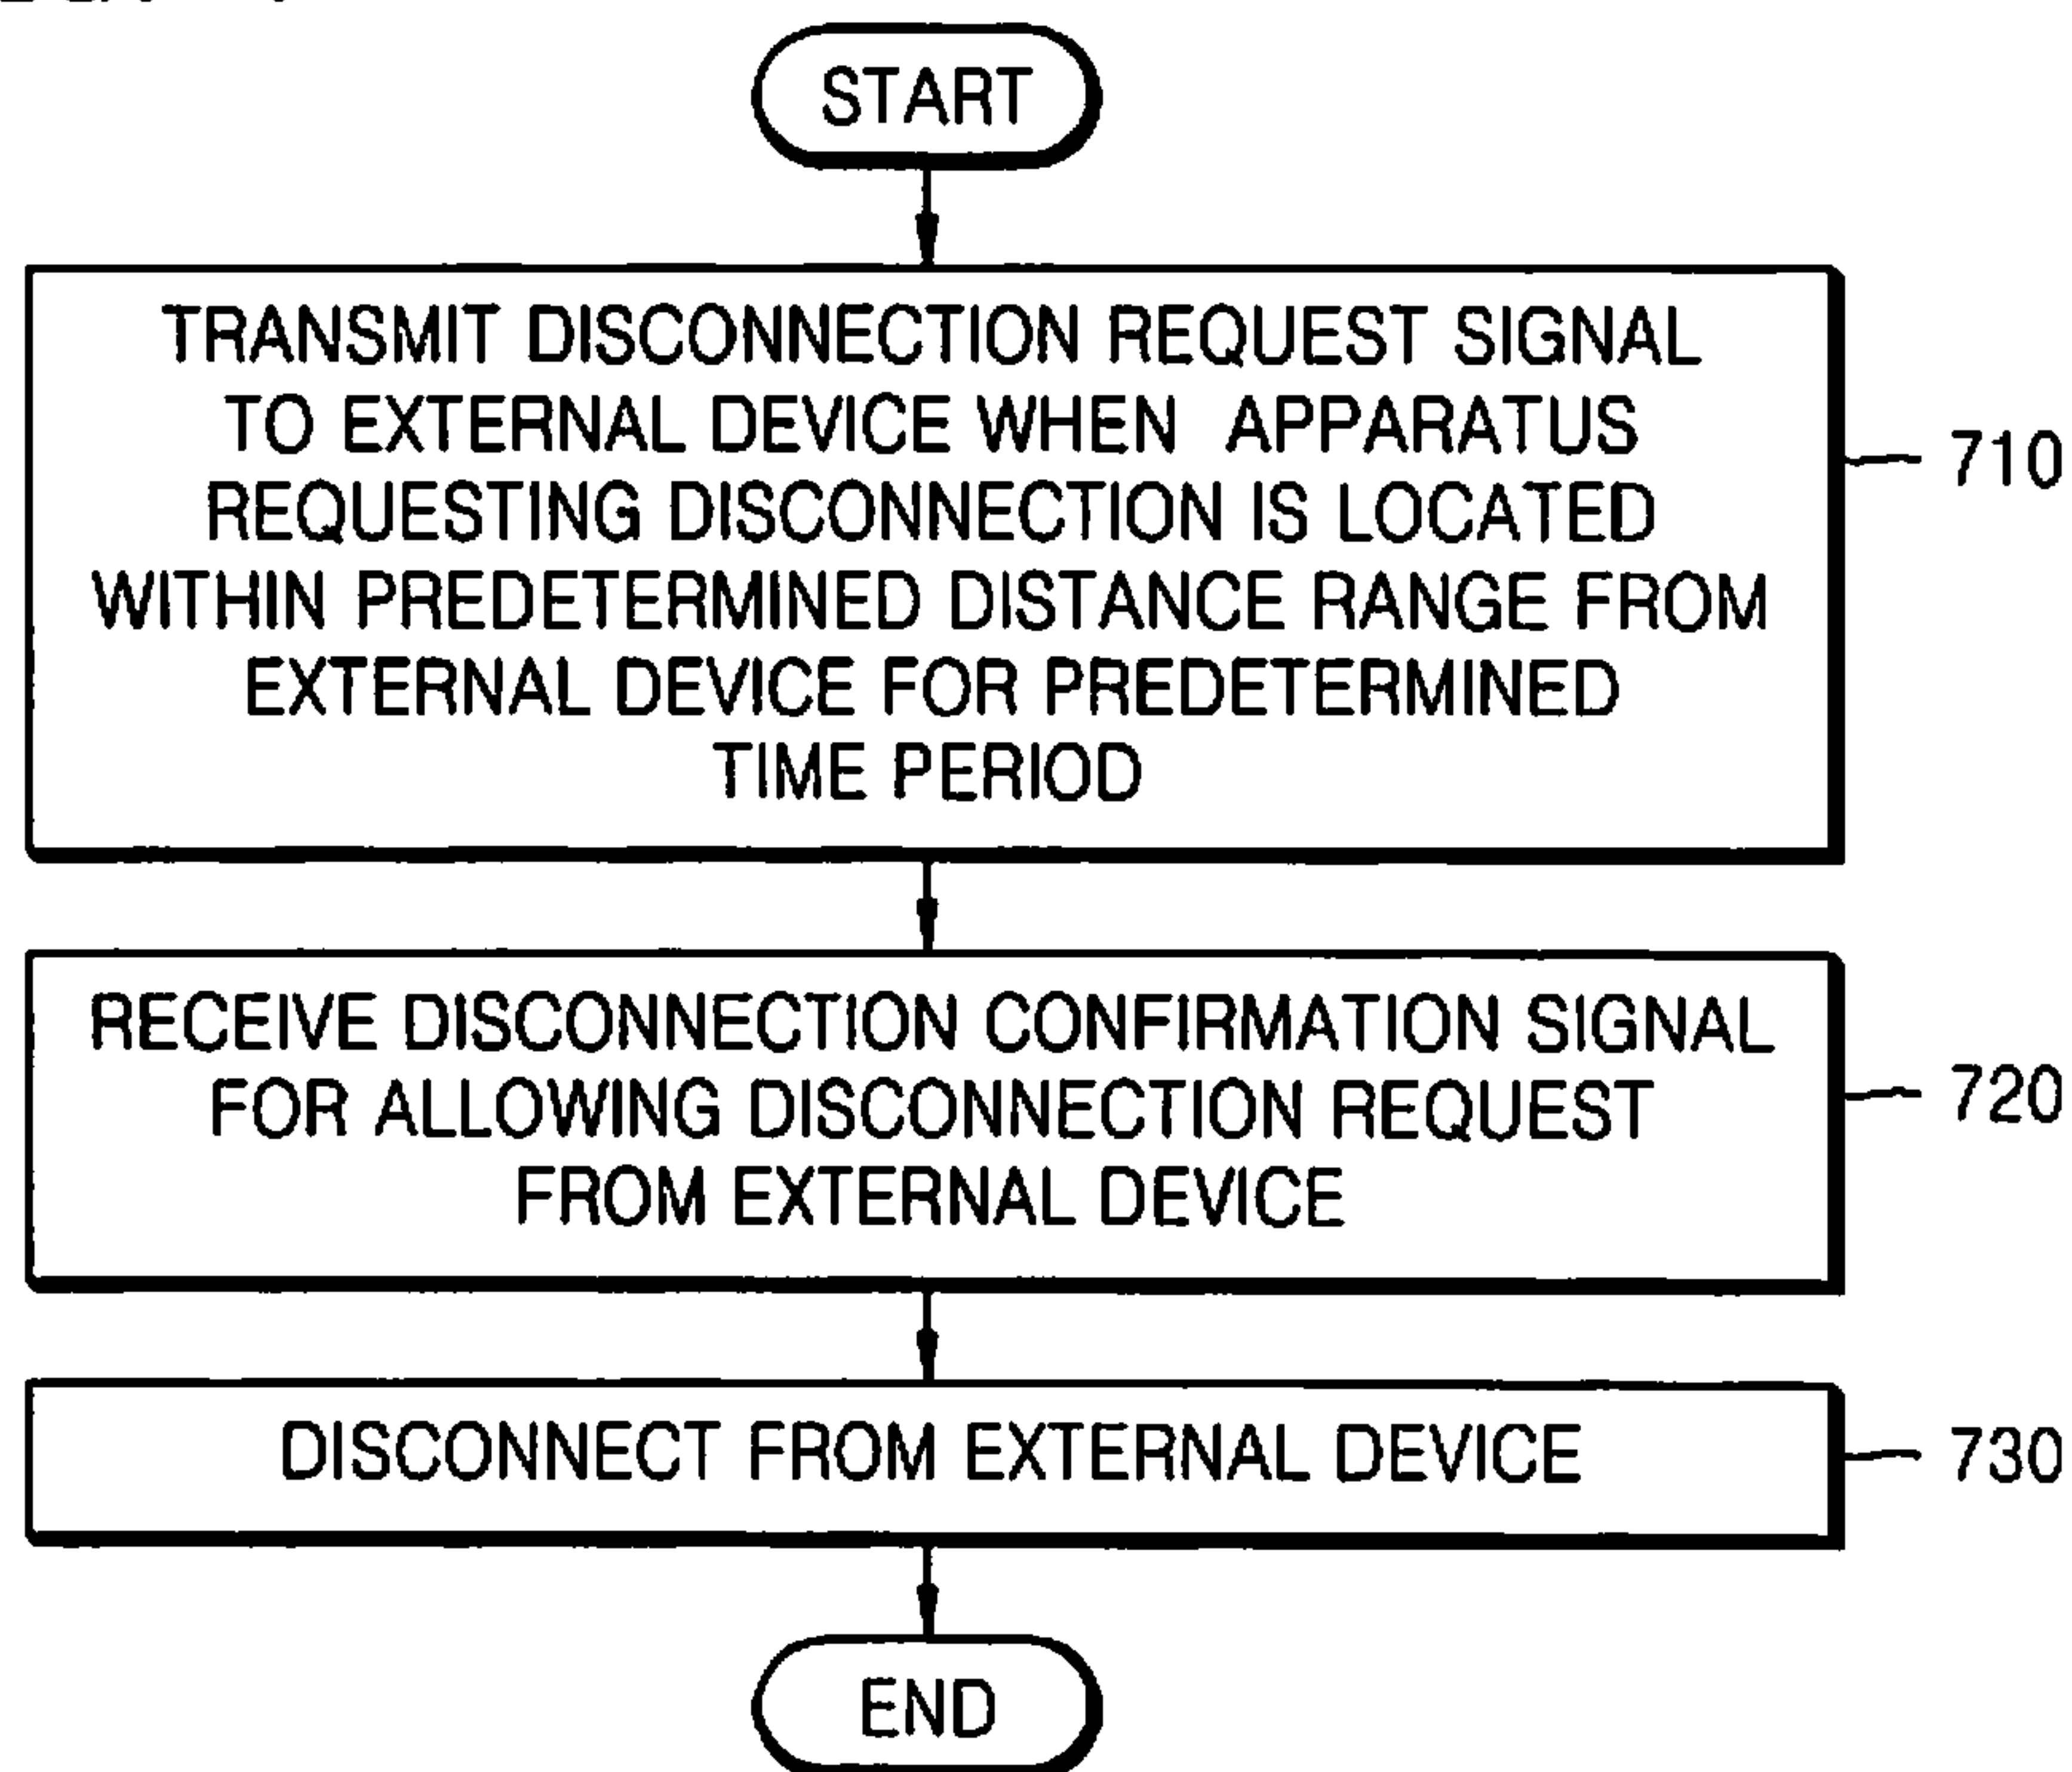 START
TRANSMIT DISCONNECTION REQUEST SIGNAL
TO EXTERNAL DEVICE WHEN APPARATUS
REQUESTING DISCONNECTION IS LOCATED
WITHIN PREDETERMINED DISTANCE RANGE FROM
EXTERNAL DEVICE FOR PREDETERMINED
TIME PERIOD
710
RECEIVE DISCONNECTION CONFIRMATION SIGNAL
FOR ALLOWING DISCONNECTION REQUEST
FROM EXTERNAL DEVICE
720
DISCONNECT FROM EXTERNAL DEVICE
730
END